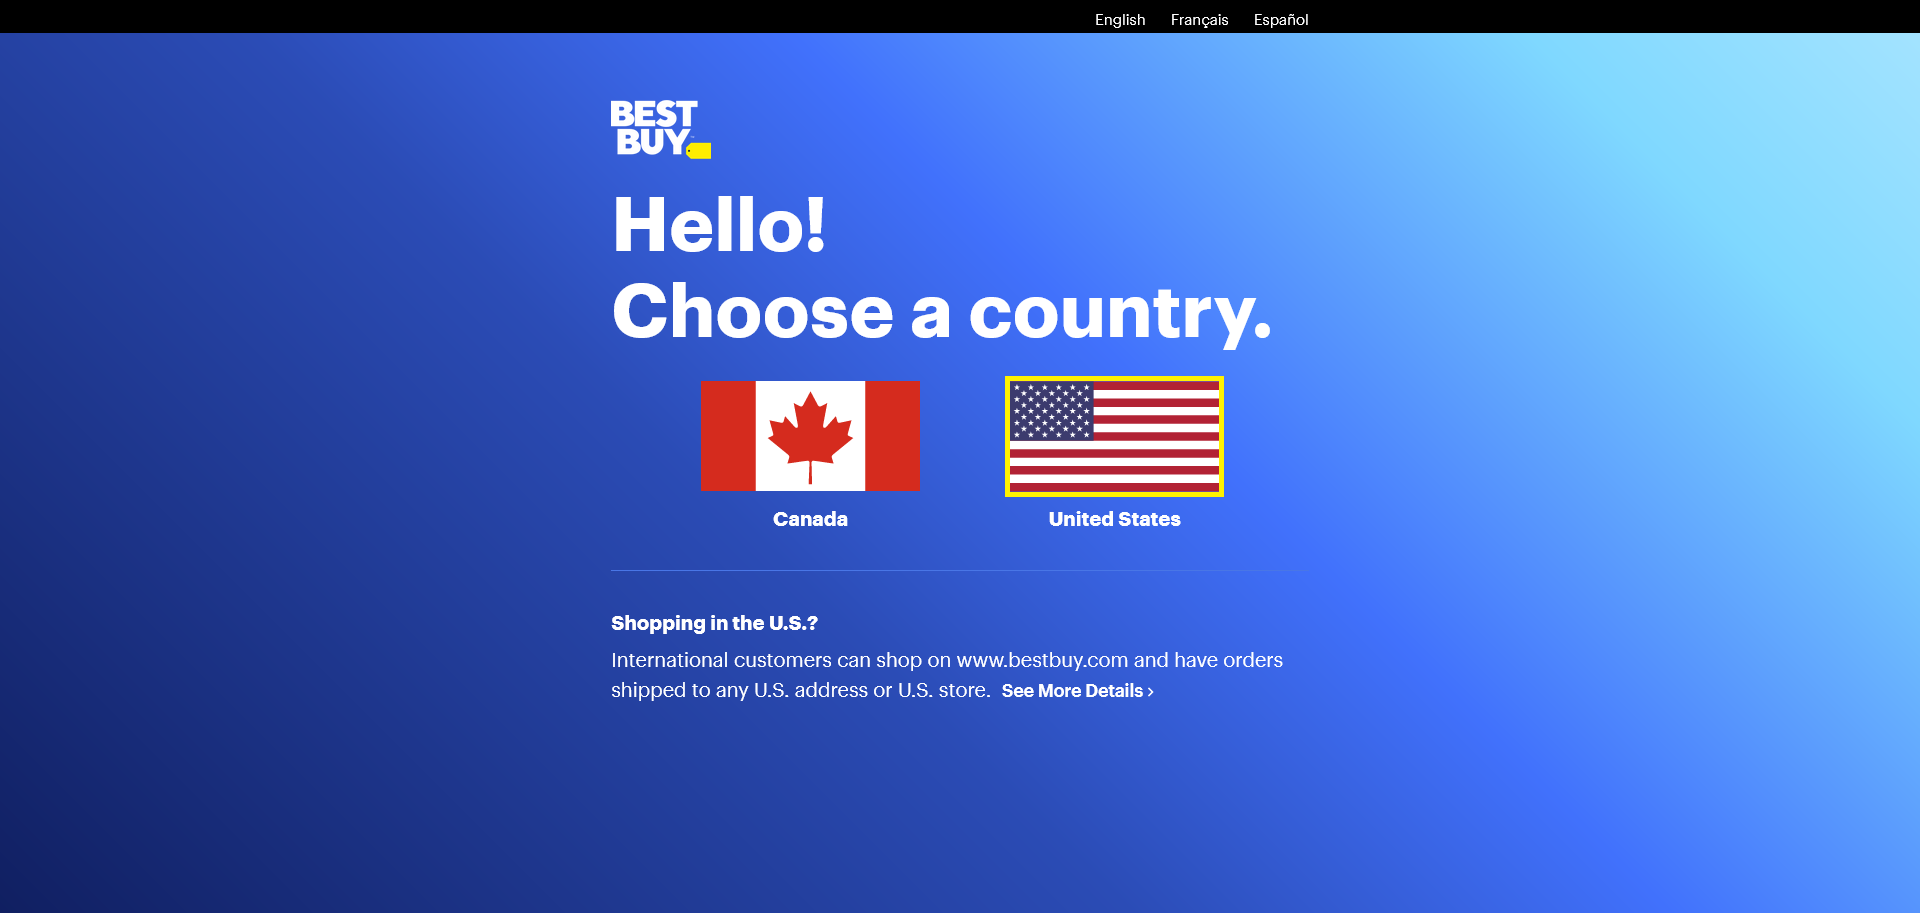 English Français Español
BEST
BUY
Hello!
Choose a country.
Canada United States
Shopping in the U.S.?
International customers can shop on www.bestbuy.com and have orders
shipped to any U.S. address or U.S. store. See More Details ›